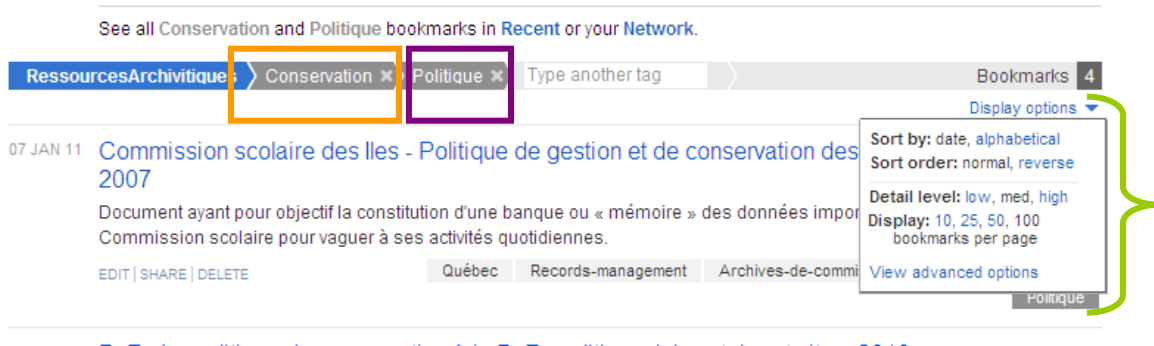 See all Conservation and Politique bookmarks in Recent or your Network.
RessourcesArchivitiques Conservation × Politique × Type another tag Bookmarks 4
Display options
07 JAN 11 Commission scolaire des Iles - Politique de gestion et de conservation des
2007
Document ayant pour objectif la constitution d'une banque ou « mémoire » des données impor
Commission scolaire pour vaguer à ses activités quotidiennes.
EDIT | SHARE | DELETE Québec Records-management Archives-de-commi
Politique
Sort by: date, alphabetical
Sort order: normal, reverse
Detail level: low, med, high
Display: 10, 25, 50, 100
bookmarks per page
View advanced options